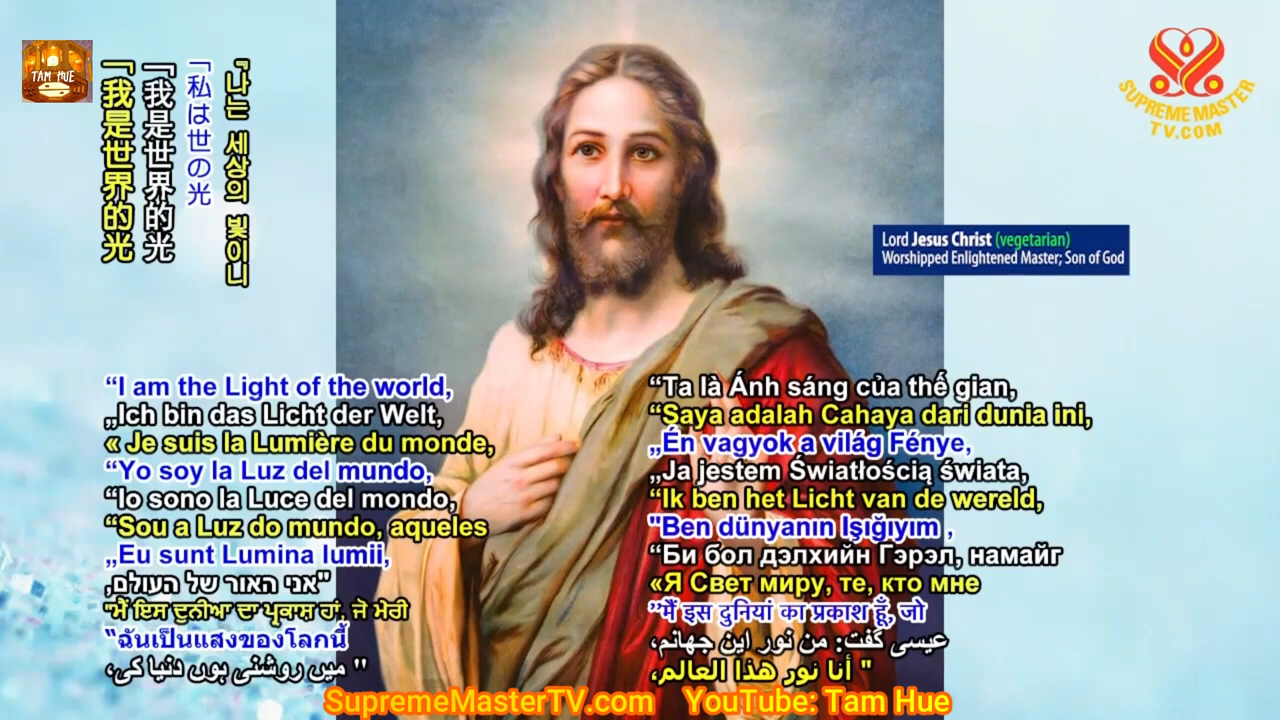 TAM HUE
「我是世界的光
「我是世界的光
「私は世の光
『나는 세상의 빛이니
SUPREME MASTER
TV.COM
Lord Jesus Christ (vegetarian)
Worshipped Enlightened Master; Son of God
“I am the Light of the world,
„Ich bin das Licht der Welt,
« Je suis la Lumière du monde,
“Yo soy la Luz del mundo,
“Io sono la Luce del mondo,
“Sou a Luz do mundo, aqueles
„Eu sunt Lumina lumii,
"אני האור של העולם,
"ਮੈਂ ਇਸ ਦੁਨੀਆ ਦਾ ਪ੍ਰਕਾਸ਼ ਹਾਂ, ਜੋ ਮੇਰੀ
“ฉันเป็นแสงของโลกนี้
" میں روشنی ہوں دنیا کی،
“Ta là Ánh sáng của thế gian,
“Saya adalah Cahaya dari dunia ini,
„Én vagyok a világ Fénye,
„Ja jestem Światłością świata,
“Ik ben het Licht van de wereld,
"Ben dünyanın Işığıyım ,
“Би бол дэлхийн Гэрэл, намайг
«Я Свет миру, те, кто мне
”मैं इस दुनियां का प्रकाश हूँ, जो
عیسی گفت: من نور این جهانم،
" أنا نور هذا العالم،
SupremeMasterTV.com YouTube: Tam Hue